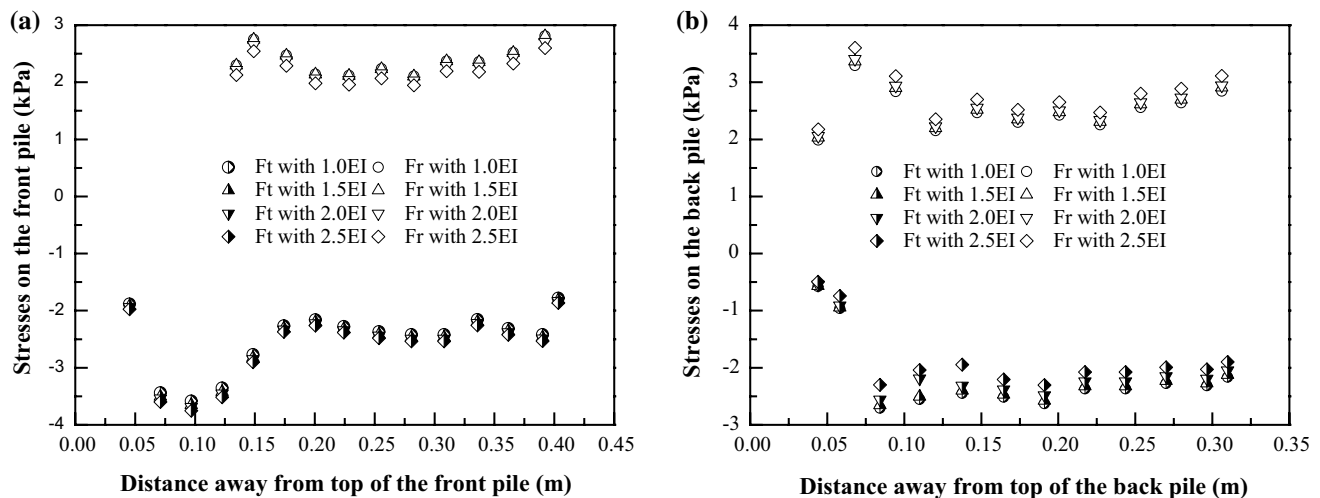 (a)
Stresses on the front pile (kPa)
3
2
1
0
-1
-2
-3
-4
Ft with 1.0EI Fr with 1.0EI
Ft with 1.5EI Fr with 1.5EI
Ft with 2.0EI Fr with 2.0EI
Ft with 2.5EI Fr with 2.5EI
0.00 0.05 0.10 0.15 0.20 0.25 0.30 0.35 0.40 0.45
Distance away from top of the front pile (m)
(b)
Stresses on the back pile (kPa)
4
3
2
1
0
-1
-2
-3
Ft with 1.0EI Fr with 1.0EI
Ft with 1.5EI Fr with 1.5EI
Ft with 2.0EI Fr with 2.0EI
Ft with 2.5EI Fr with 2.5EI
0.00 0.05 0.10 0.15 0.20 0.25 0.30 0.35
Distance away from top of the back pile (m)